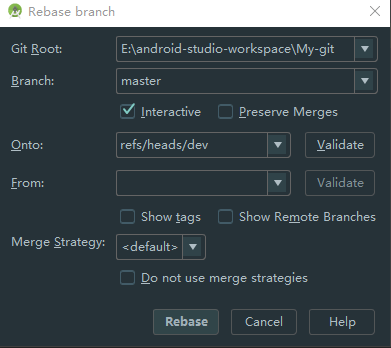 Rebase branch
Git Root: E:\android-studio-workspace\My-git
Branch: master
Interactive Preserve Merges
Onto: refs/heads/dev Validate
From: Validate
Show tags Show Remote Branches
Merge Strategy: <default>
Do not use merge strategies
Rebase Cancel Help